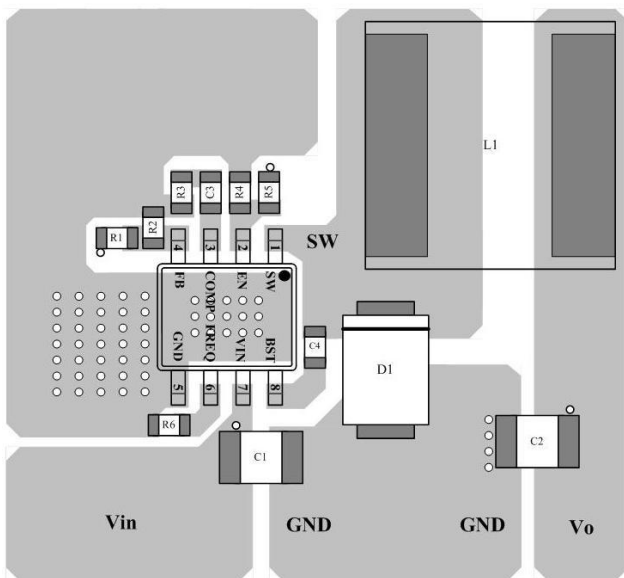 L1
R3
C3
R4
R5
R2
R1
SW
4
3
2
1
FB
COMP
EN
SW
GND
FREQ
VIN
BST
5
6
7
8
C4
D1
R6
C1
C2
Vin
GND
GND
Vo